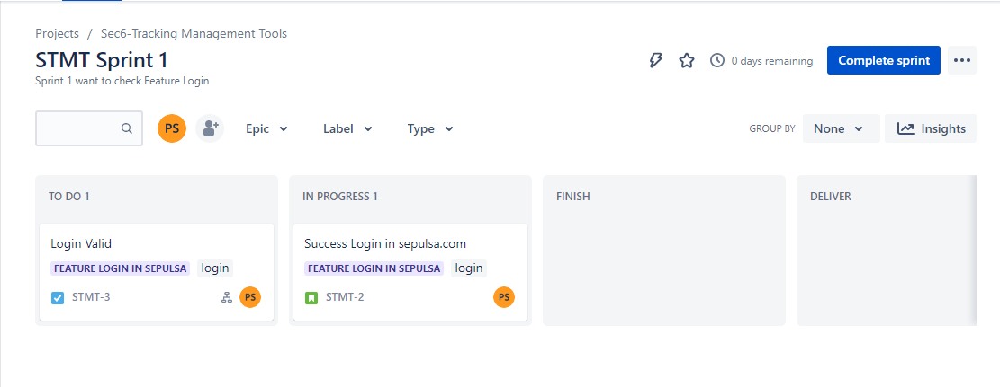 Projects / Sec6-Tracking Management Tools
STMT Sprint 1
0 days remaining
Complete sprint
Sprint 1 want to check Feature Login
PS
Epic
Label
Type
GROUP BY
None
Insights
TO DO 1
IN PROGRESS 1
FINISH
DELIVER
Login Valid
FEATURE LOGIN IN SEPULSA login
STMT-3
PS
Success Login in sepulsa.com
FEATURE LOGIN IN SEPULSA login
STMT-2
PS